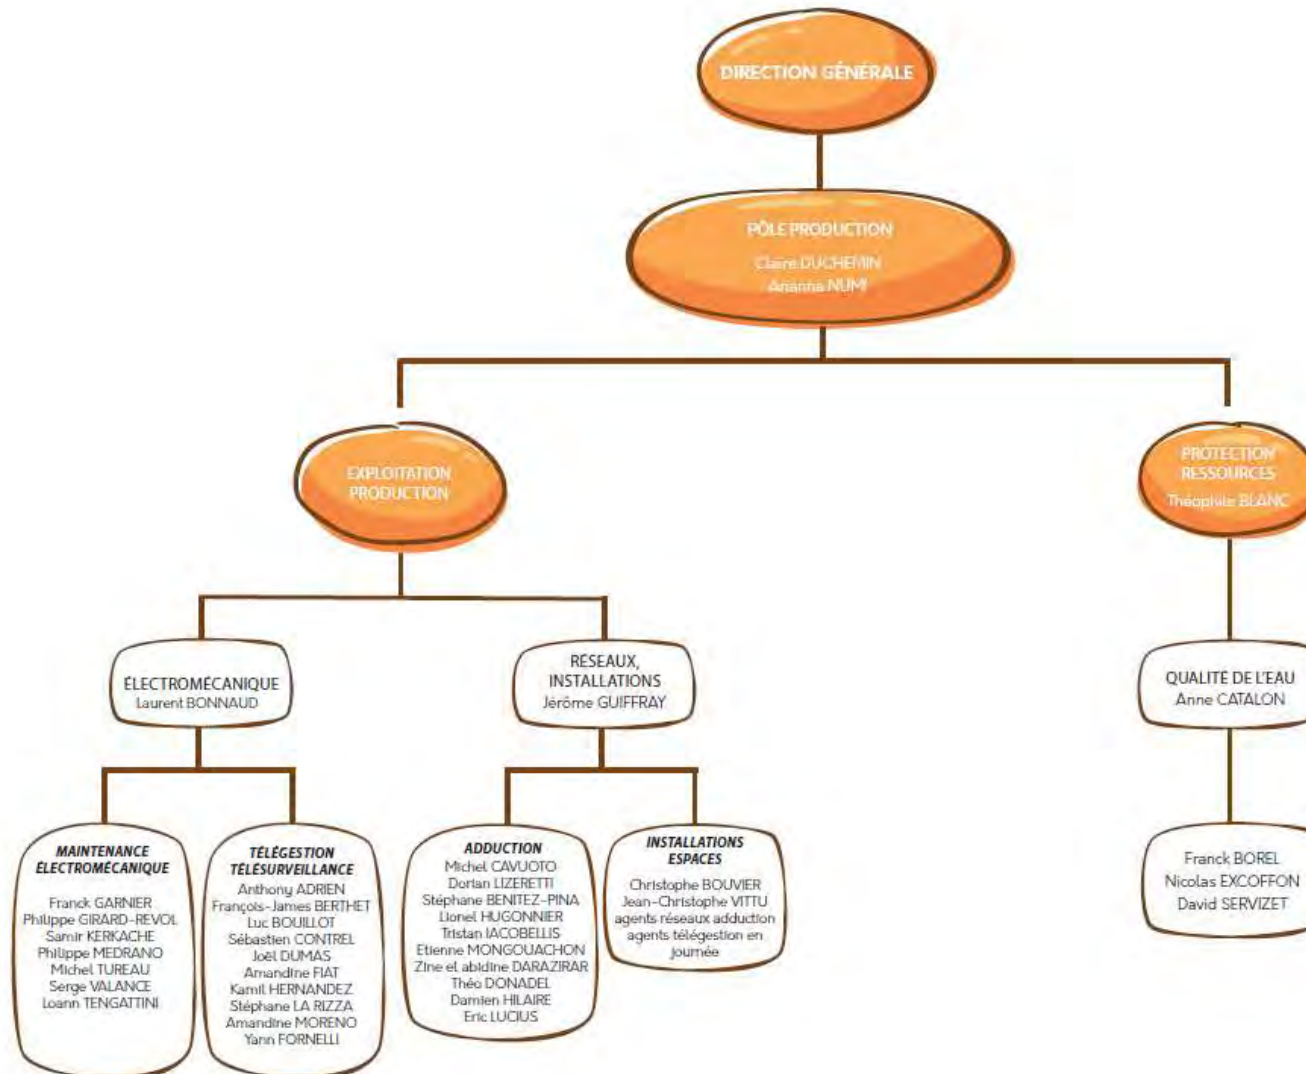 DIRECTION GÉNÉRALE
PÔLE PRODUCTION
Claire DUCHEMIN
Arianna NUMI
EXPLOITATION
PRODUCTION
PROTECTION
RESSOURCES
Théophile BLANC
ÉLECTROMÉCANIQUE
Laurent BONNAUD
RÉSEAUX,
INSTALLATIONS
Jérôme GUIFFRAY
QUALITÉ DE L'EAU
Anne CATALON
MAINTENANCE
ÉLECTROMÉCANIQUE
Franck GARNIER
Philippe GIRARD-REVOL
Samir KERKACHE
Philippe MEDRANO
Michel TUREAU
Serge VALANCE
Loann TENGATTINI
TÉLÉGESTION
TÉLÉSURVEILLANCE
Anthony ADRIEN
François-James BERTHET
Luc BOUILLOT
Sébastien CONTREL
Joël DUMAS
Amandine FIAT
Kamil HERNANDEZ
Stéphane LA RIZZA
Amandine MORENO
Yann FORNELLI
ADDUCTION
Michel CAVUOTO
Dorian LIZERETTI
Stéphane BENITEZ-PINA
Lionel HUGONNIER
Tristan IACOBELLIS
Etienne MONGOUACHON
Zine el abidine DARAZIRAR
Théo DONADEL
Damien HILAIRE
Eric LUCIUS
INSTALLATIONS
ESPACES
Christophe BOUVIER
Jean-Christophe VITTU
agents réseaux adduction
agents télégestion en
journée
Franck BOREL
Nicolas EXCOFFON
David SERVIZET